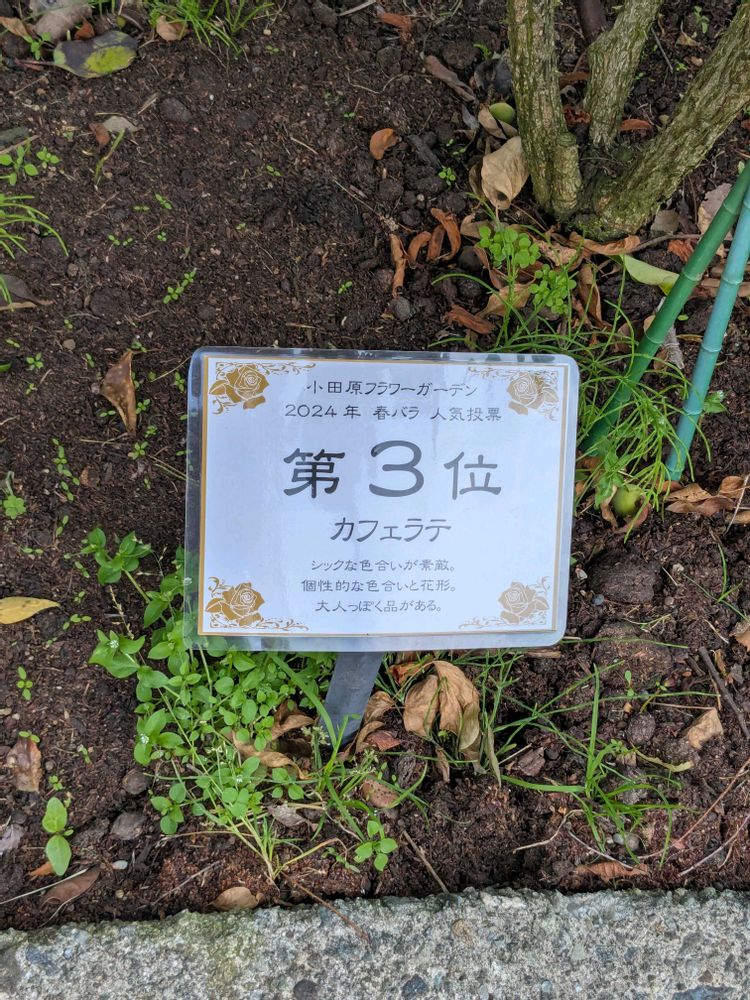 小田原フラワーガーデン
2024年 春バラ 人気投票
第3位
カフェラテ
シックな色合いが素敵。
個性的な色合いと花形。
大人っぽく品がある。